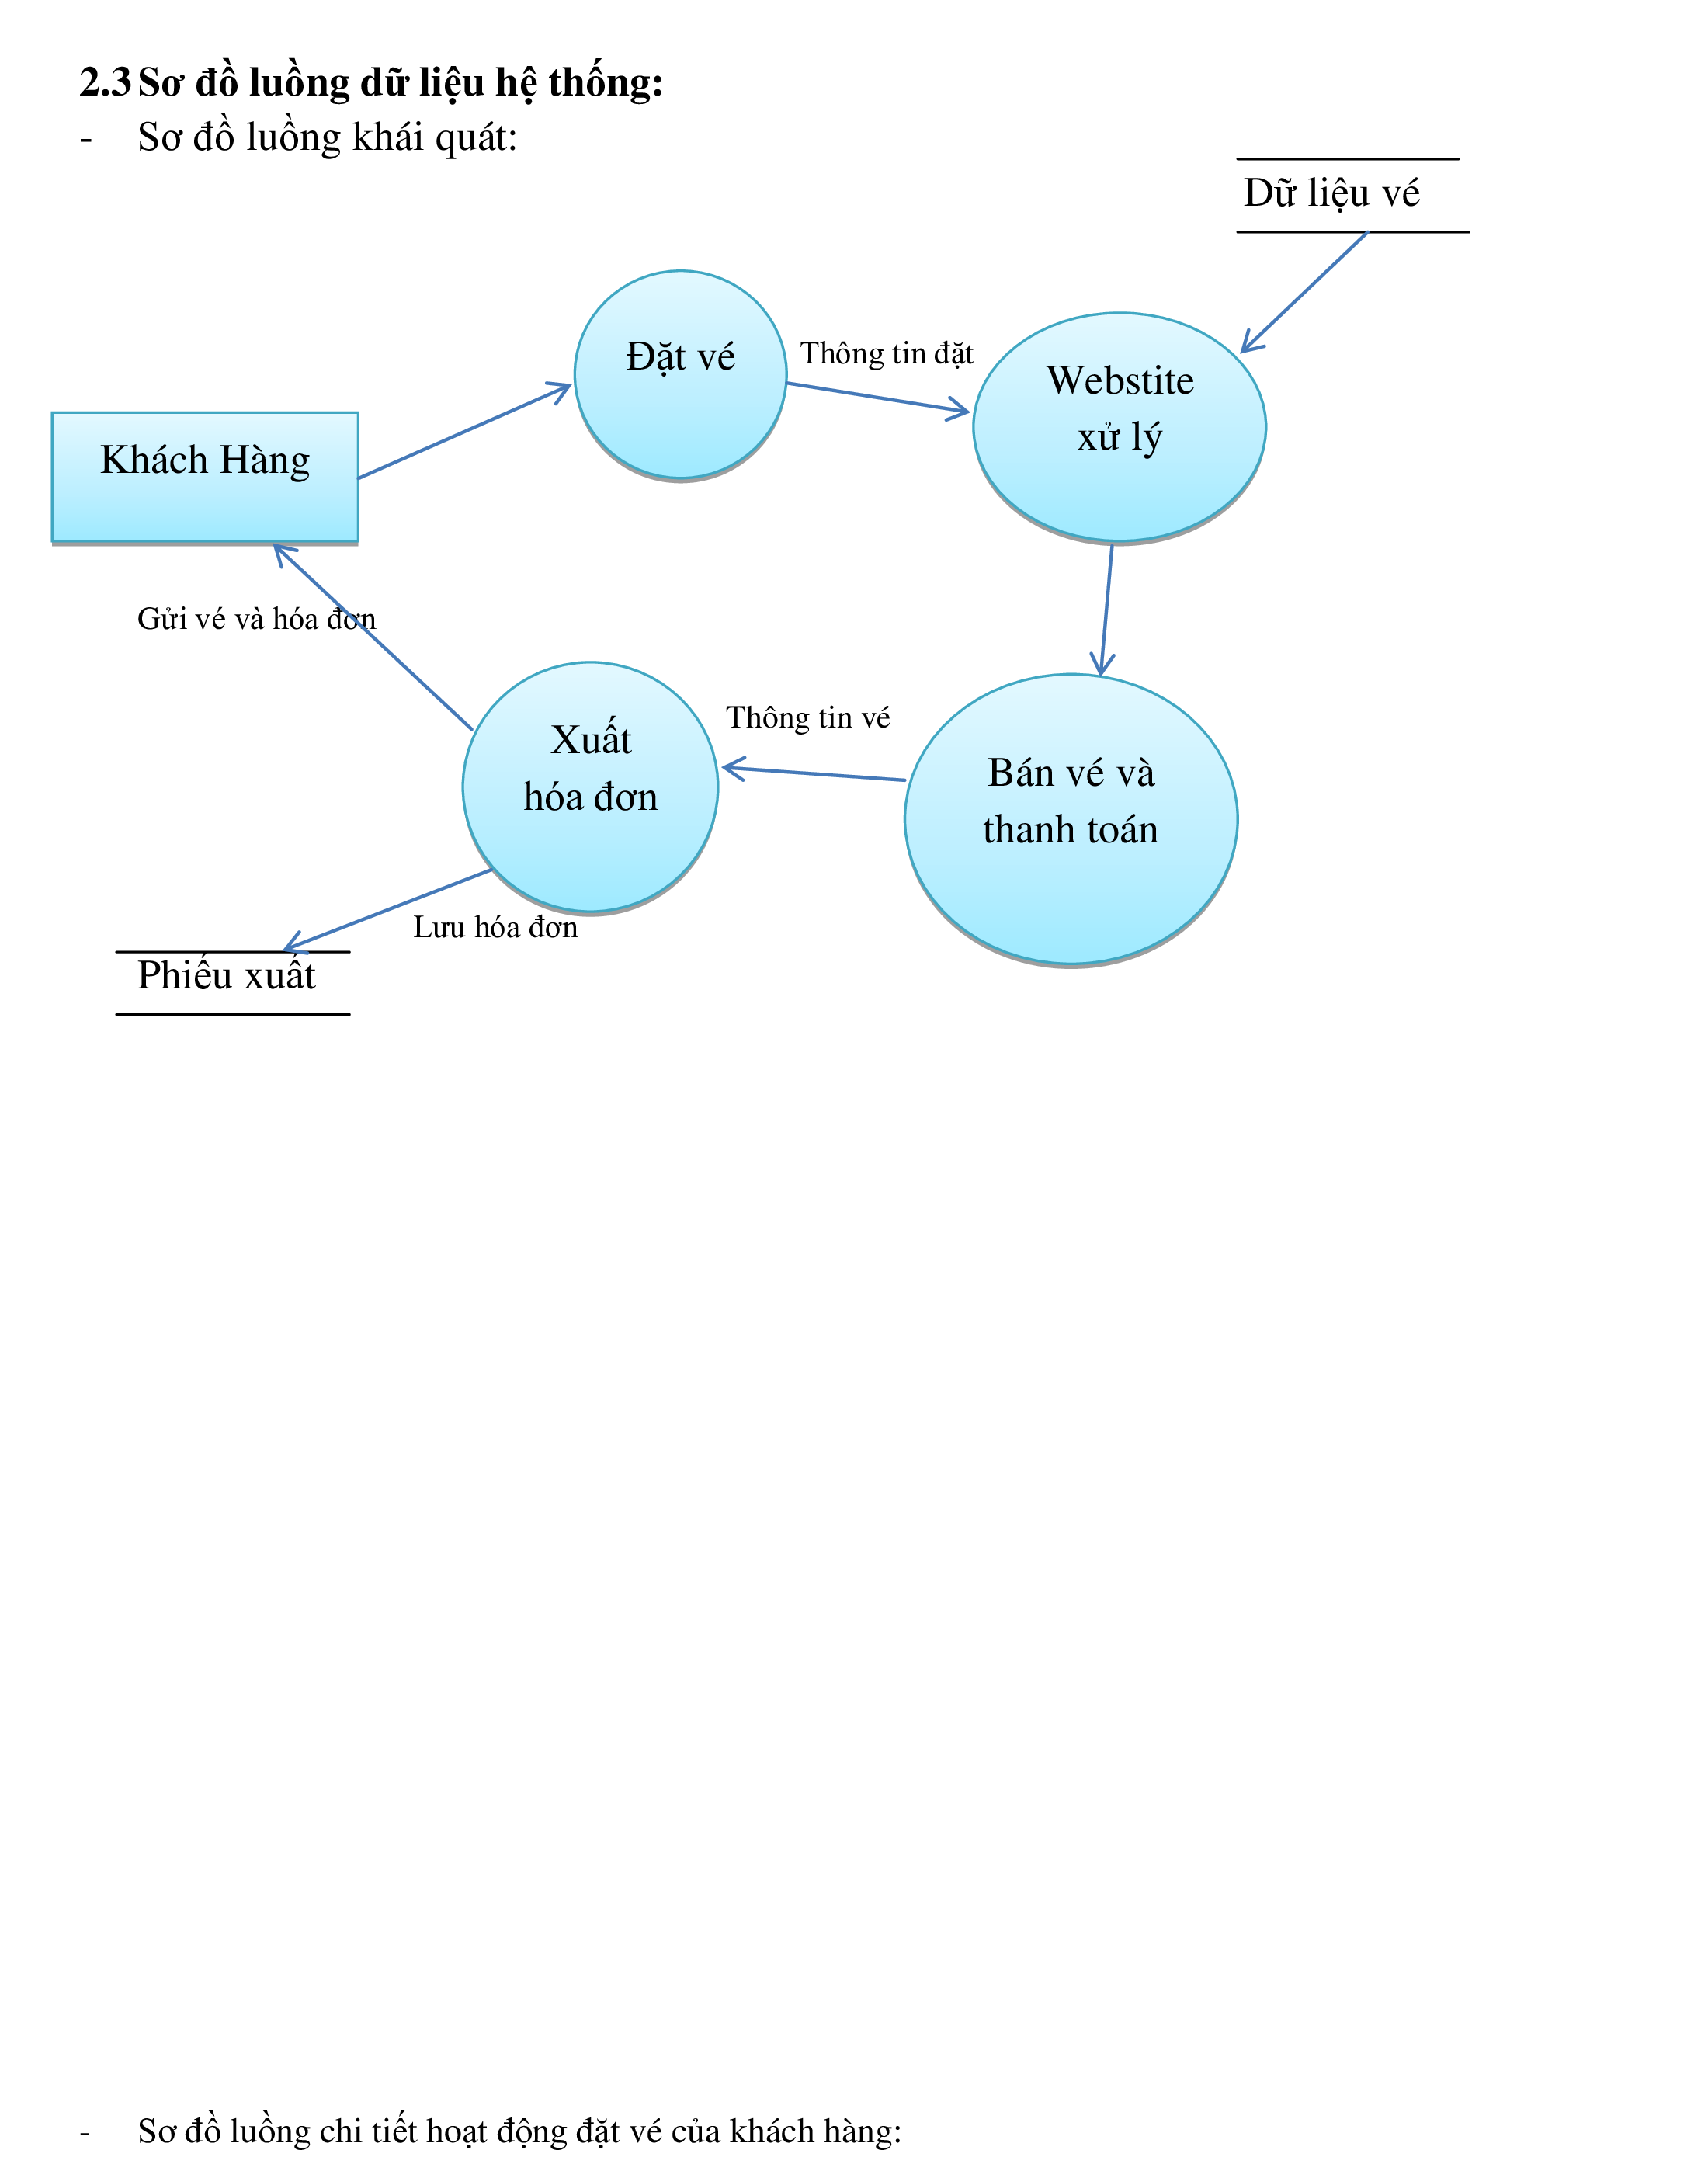 2.3 Sơ đồ luồng dữ liệu hệ thống:
- Sơ đồ luồng khái quát:
Dữ liệu vé
Đặt vé
Thông tin đặt
Webstite
xử lý
Khách Hàng
Gửi vé và hóa đơn
Xuất
hóa đơn
Thông tin vé
Bán vé và
thanh toán
Lưu hóa đơn
Phiếu xuất
- Sơ đồ luồng chi tiết hoạt động đặt vé của khách hàng: